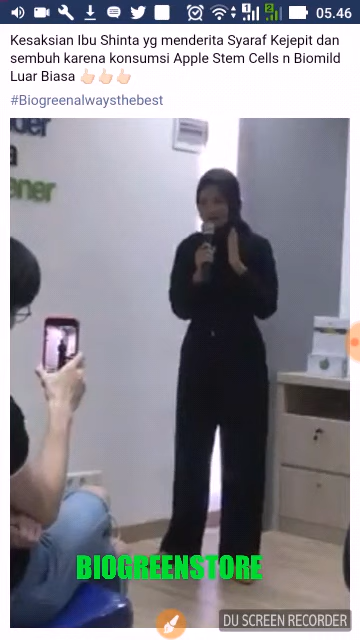 05.46
Kesaksian Ibu Shinta yg menderita Syaraf Kejepit dan
sembuh karena konsumsi Apple Stem Cells n Biomild
Luar Biasa 👆🏻👆🏻👆🏻
#Biogreenalwaysthebest
ener
BIOGREENSTORE
DU SCREEN RECORDER